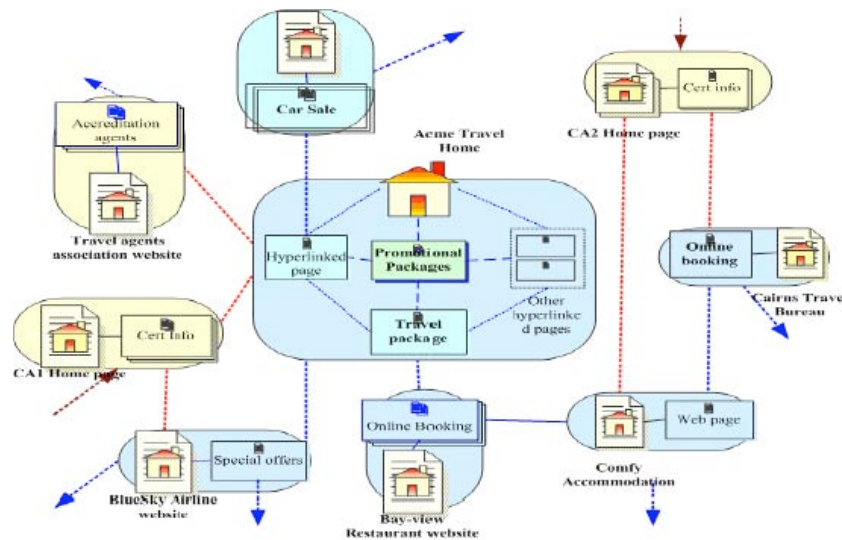 Car Sale
Acme Travel
Home
Cert info
CA2 Home page
Accreditation
agents
Travel agents
association website
Hyperlinked
page
Promotional
Packages
Other
hyperlinke
d pages
Travel
package
Online
booking
Cairns Travel
Bureau
Cert Info
CA1 Home page
Special offers
BlueSky Airline
website
Online Booking
Bay-view
Restaurant website
Web page
Comfy
Accommodation